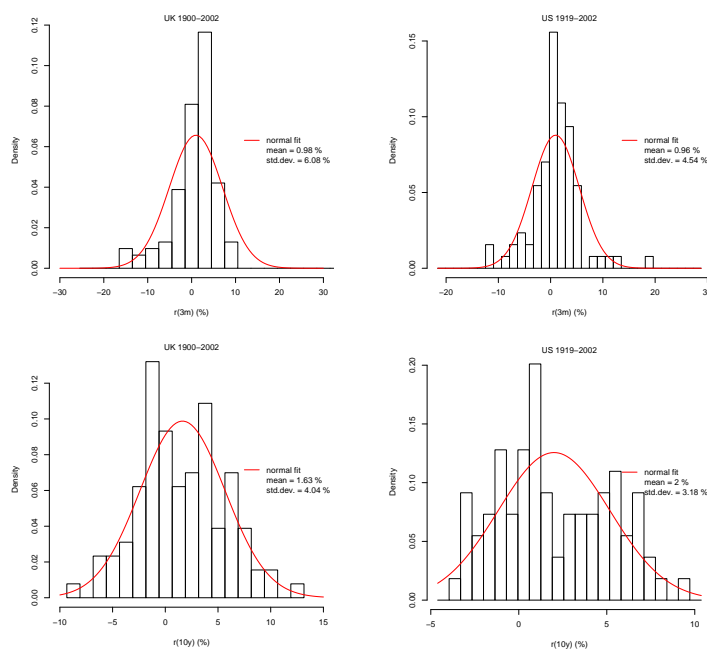 UK 1900−2002
Density
0.00 0.02 0.04 0.06 0.08 0.10 0.12
normal fit
mean = 0.98 %
std.dev. = 6.08 %
−30 −20 −10 0 10 20 30
r(3m) (%)
US 1919−2002
Density
0.00 0.05 0.10 0.15
normal fit
mean = 0.96 %
std.dev. = 4.54 %
−20 −10 0 10 20 30
r(3m) (%)
UK 1900−2002
Density
0.00 0.02 0.04 0.06 0.08 0.10 0.12
normal fit
mean = 1.63 %
std.dev. = 4.04 %
−10 −5 0 5 10 15
r(10y) (%)
US 1919−2002
Density
0.00 0.05 0.10 0.15 0.20
normal fit
mean = 2 %
std.dev. = 3.18 %
−5 0 5 10
r(10y) (%)